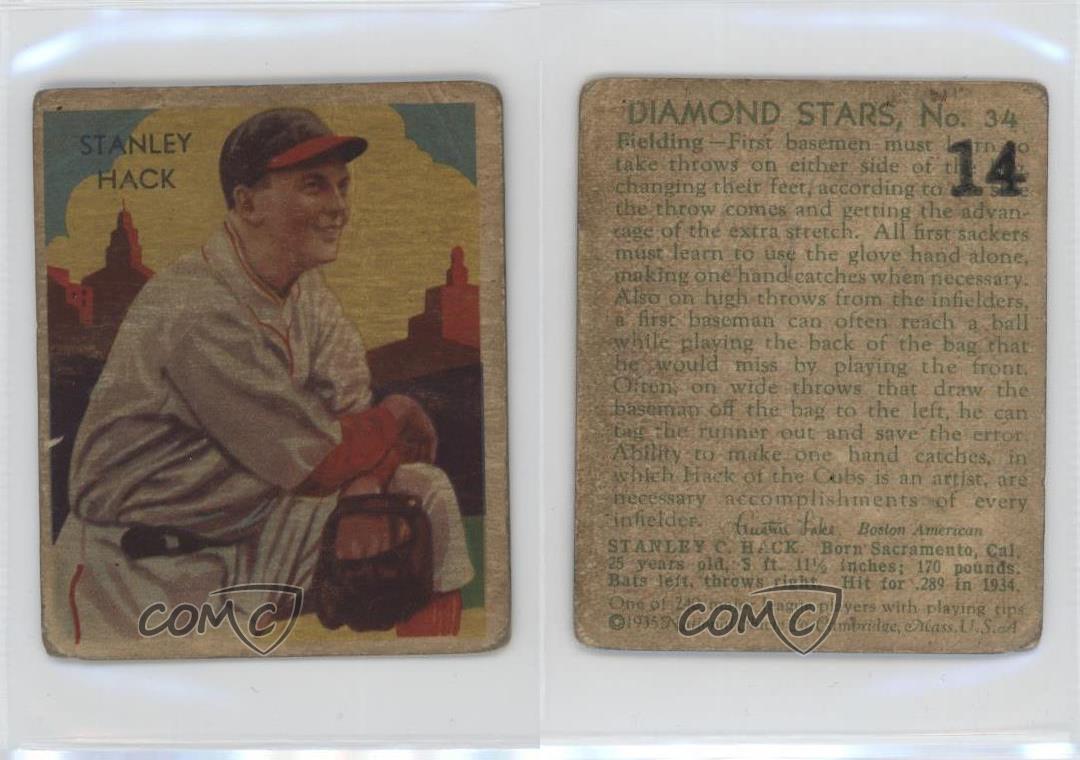 STANLEY
HACK
COMC
DIAMOND STARS, No. 34
14
Fielding—First basemen must learn to
take throws on either side of
changing their feet, according to
the throw comes and getting the advan-
tage of the extra stretch. All first sackers
must learn to use the glove hand alone,
making one hand catches when necessary.
Also on high throws from the infielders,
a first baseman can often reach a ball
while playing the back of the bag that
he would miss by playing the front.
Often, on wide throws that draw the
baseman off the bag to the left, he can
tag the runner out and save the error.
Ability to make one hand catches, in
which Hack of the Cubs is an artist, are
necessary accomplishments of every
infielder. Austen Lake Boston American
STANLEY C. HACK. Born Sacramento, Cal.
25 years old, 5 ft. 11½ inches; 170 pounds.
Bats left, throws right. Hit for .289 in 1934.
One of 240 league players with playing tips
©1935 Cambridge, Mass. U.S.A
COMC